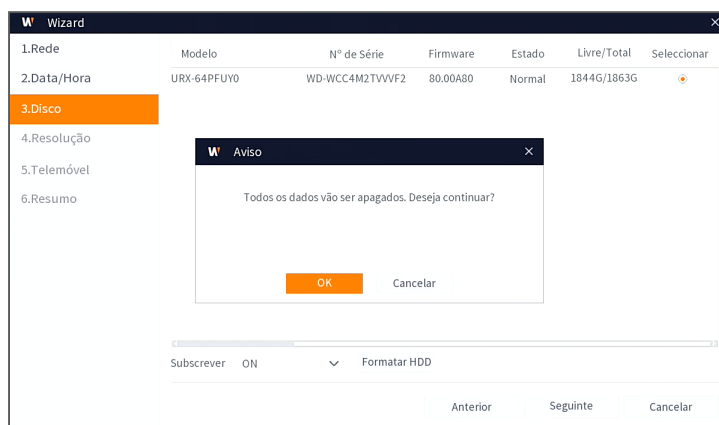 W Wizard
1.Rede
2.Data/Hora
3.Disco
4.Resolução
5.Telemóvel
6.Resumo
Modelo Nº de Série Firmware Estado Livre/Total Seleccionar
URX-64PFUY0 WD-WCC4M2TVVVF2 80.00A80 Normal 1844G/1863G
W Aviso
Todos os dados vão ser apagados. Deseja continuar?
OK Cancelar
Subscrever ON Formatar HDD
Anterior Seguinte Cancelar